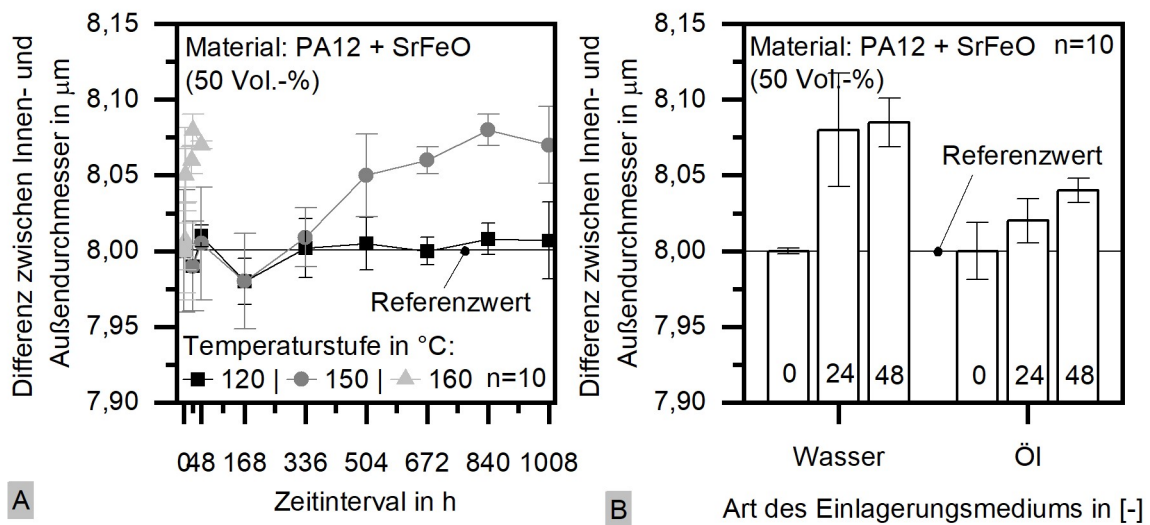 Differenz zwischen Innen- und
Außendurchmesser in μm
8,15
8,10
8,05
8,00
7,95
7,90
Material: PA12 + SrFeO
(50 Vol.-%)
Referenzwert
Temperaturstufe in °C:
120 | 150 | 160 n=10
0 48 168 336 504 672 840 1008
Zeitinterval in h
A
Differenz zwischen Innen- und
Außendurchmesser in μm
8,15
8,10
8,05
8,00
7,95
7,90
Material: PA12 + SrFeO n=10
(50 Vol.-%)
Referenzwert
0 24 48 0 24 48
Wasser Öl
Art des Einlagerungsmediums in [-]
B